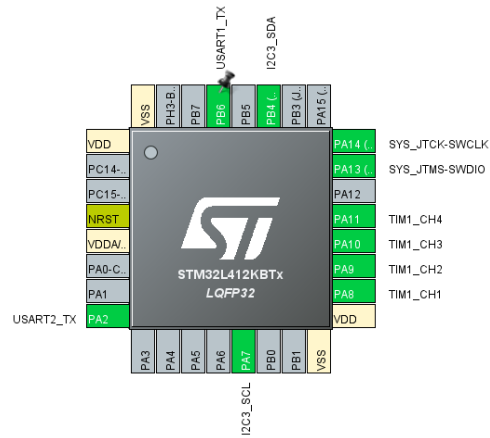 USART1_TX
I2C3_SDA
VSS
PH3-B..
PB7
PB6
PB5
PB4 (..
PB3 (J..
PA15 (..
VDD
PC14-..
PC15-..
NRST
VDDA/..
PA0-C..
PA1
USART2_TX PA2
PA14 (.. SYS_JTCK-SWCLK
PA13 (.. SYS_JTMS-SWDIO
PA12
PA11 TIM1_CH4
PA10 TIM1_CH3
PA9 TIM1_CH2
PA8 TIM1_CH1
VDD
ST
STM32L412KBTx
LQFP32
PA3
PA4
PA5
PA6
PA7
PB0
PB1
VSS
I2C3_SCL